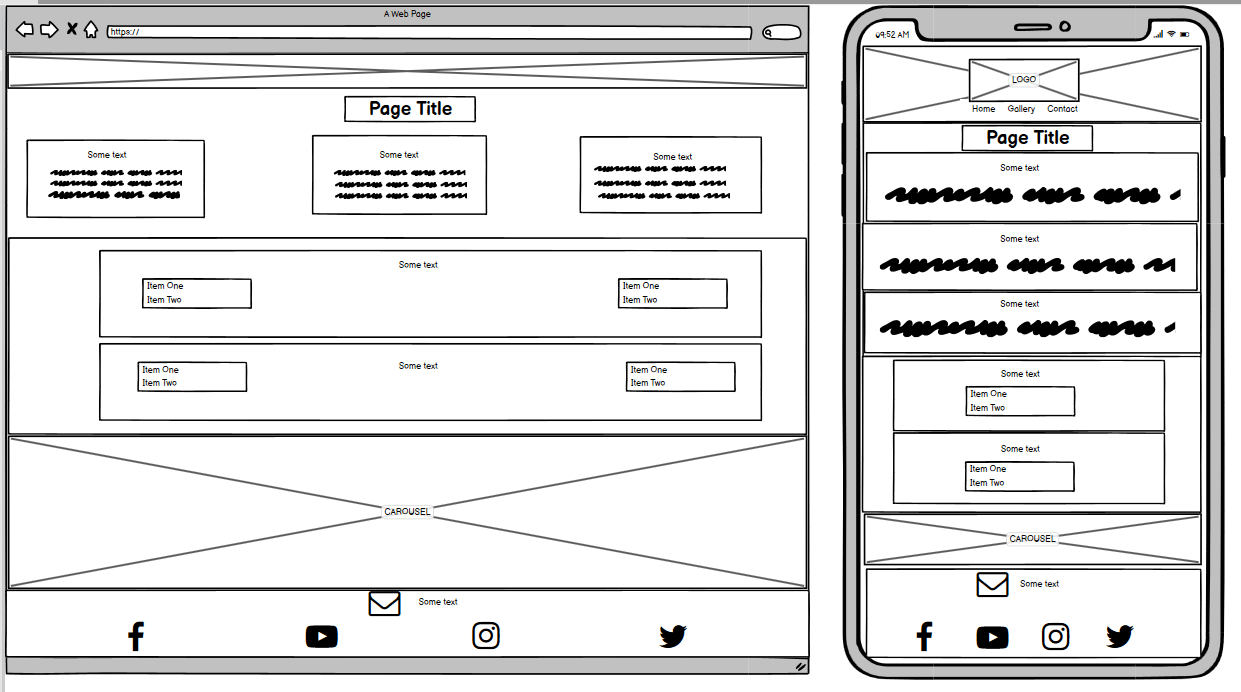 A Web Page
https://
Page Title
Some text
Some text
Some text
Some text
Item One
Item Two
Item One
Item Two
Some text
Item One
Item Two
Item One
Item Two
CAROUSEL
Some text
09:52 AM
LOGO
Home Gallery Contact
Page Title
Some text
Some text
Some text
Some text
Item One
Item Two
Some text
Item One
Item Two
CAROUSEL
Some text